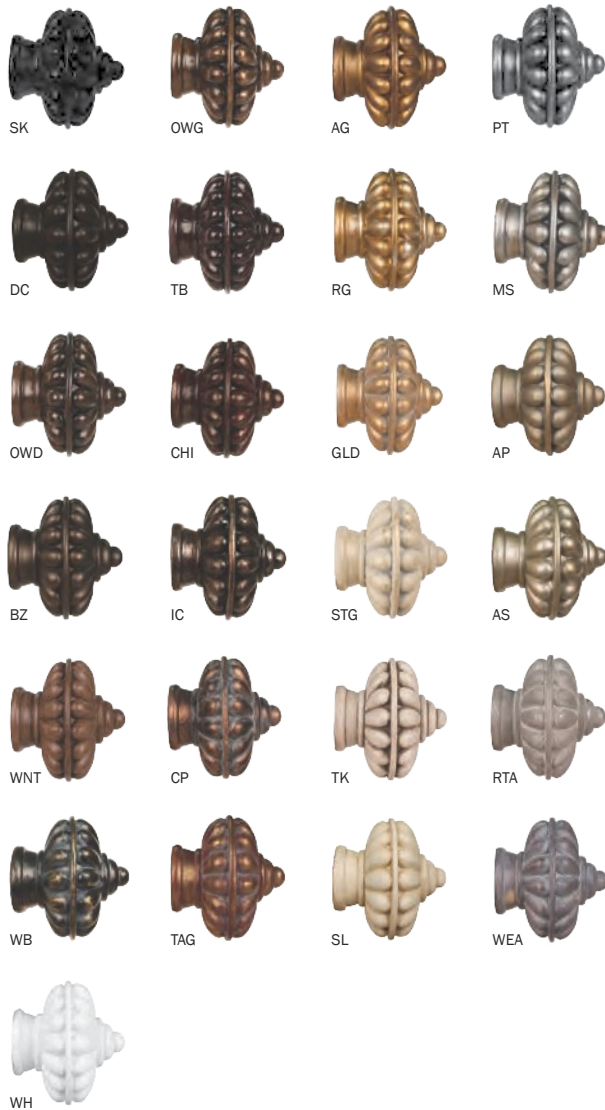 SK OWG AG PT
DC TB RG MS
OWD CHI GLD AP
BZ IC STG AS
WNT CP TK RTA
WB TAG SL WEA
WH